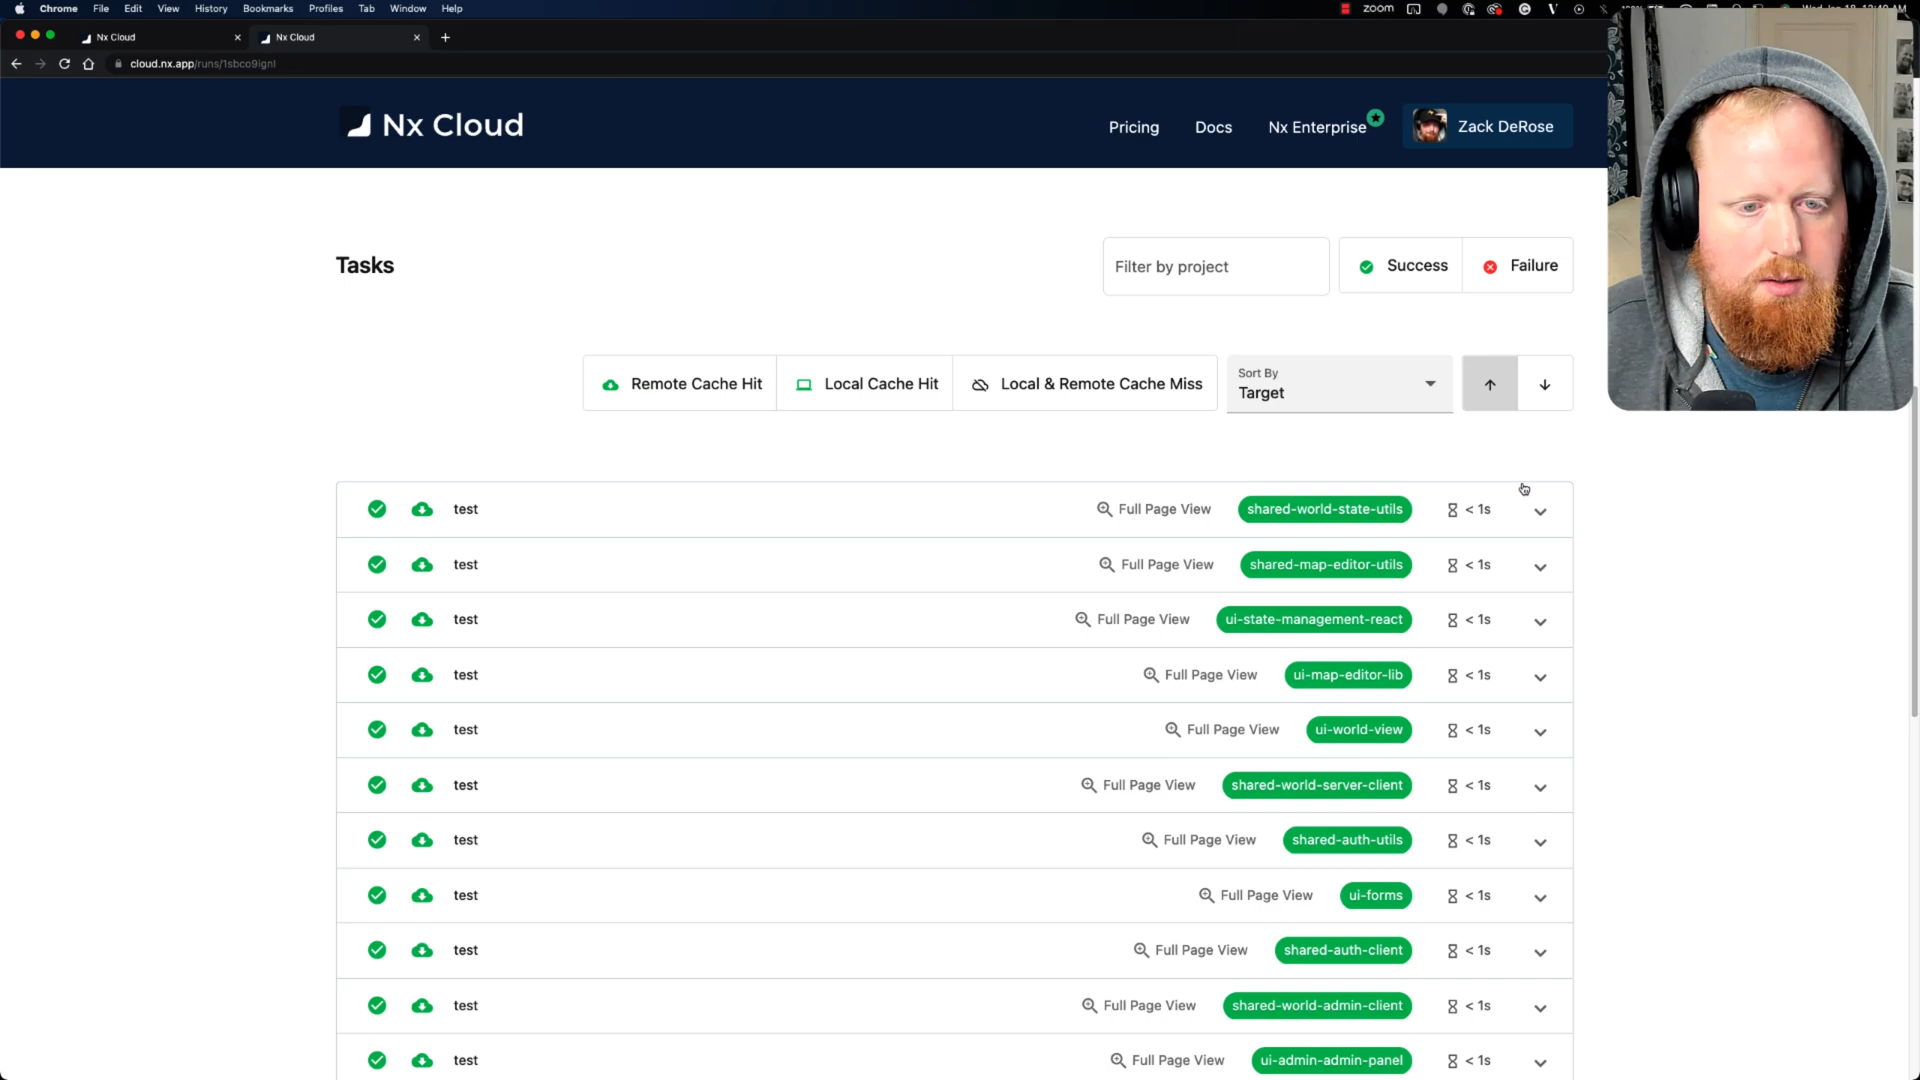 Chrome File Edit View History Bookmarks Profiles Tab Window Help
zoom
Nx Cloud
Nx Cloud
cloud.nx.app/runs/1sbco9ignl
Nx Cloud
Pricing
Docs
Nx Enterprise
Zack DeRose
Tasks
Filter by project
Success
Failure
Remote Cache Hit
Local Cache Hit
Local & Remote Cache Miss
Sort By
Target
test Full Page View shared-world-state-utils < 1s
test Full Page View shared-map-editor-utils < 1s
test Full Page View ui-state-management-react < 1s
test Full Page View ui-map-editor-lib < 1s
test Full Page View ui-world-view < 1s
test Full Page View shared-world-server-client < 1s
test Full Page View shared-auth-utils < 1s
test Full Page View ui-forms < 1s
test Full Page View shared-auth-client < 1s
test Full Page View shared-world-admin-client < 1s
test Full Page View ui-admin-admin-panel < 1s